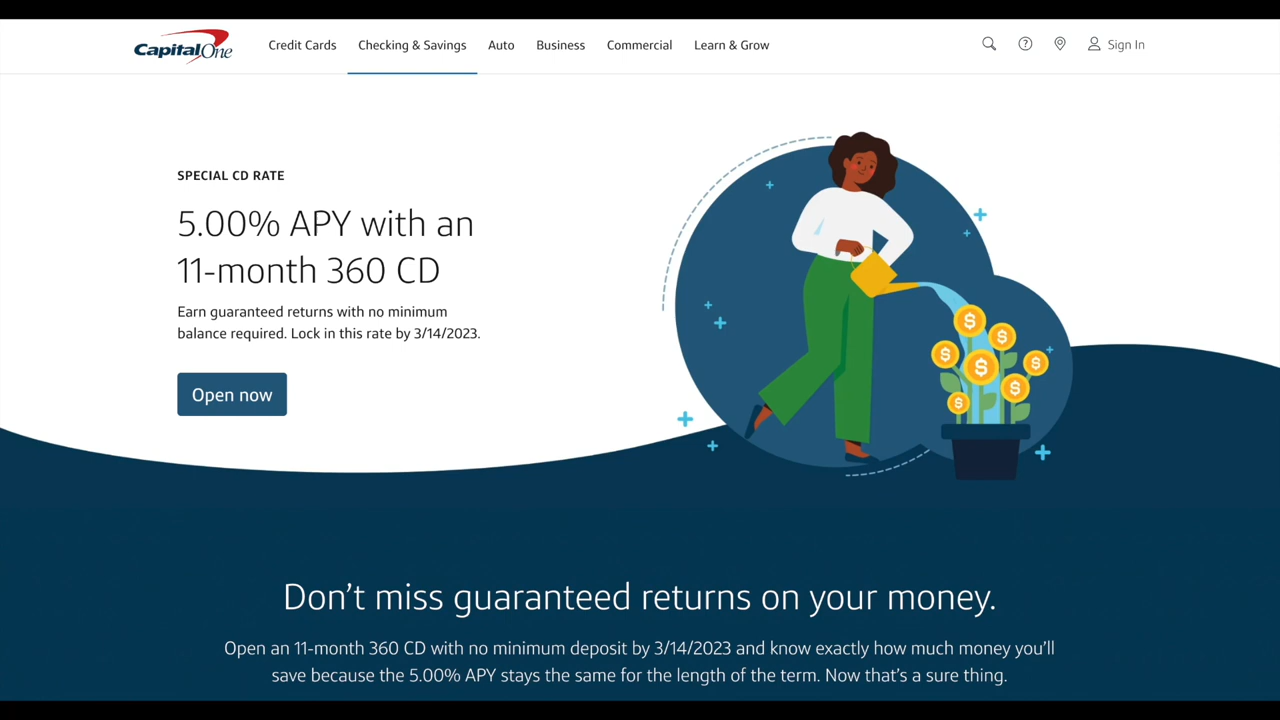 CapitalOne
Credit Cards
Checking & Savings
Auto
Business
Commercial
Learn & Grow
?
Sign In
SPECIAL CD RATE
5.00% APY with an
11-month 360 CD
Earn guaranteed returns with no minimum
balance required. Lock in this rate by 3/14/2023.
Open now
$
$
$
$
$
$
$
Don't miss guaranteed returns on your money.
Open an 11-month 360 CD with no minimum deposit by 3/14/2023 and know exactly how much money you'll
save because the 5.00% APY stays the same for the length of the term. Now that's a sure thing.